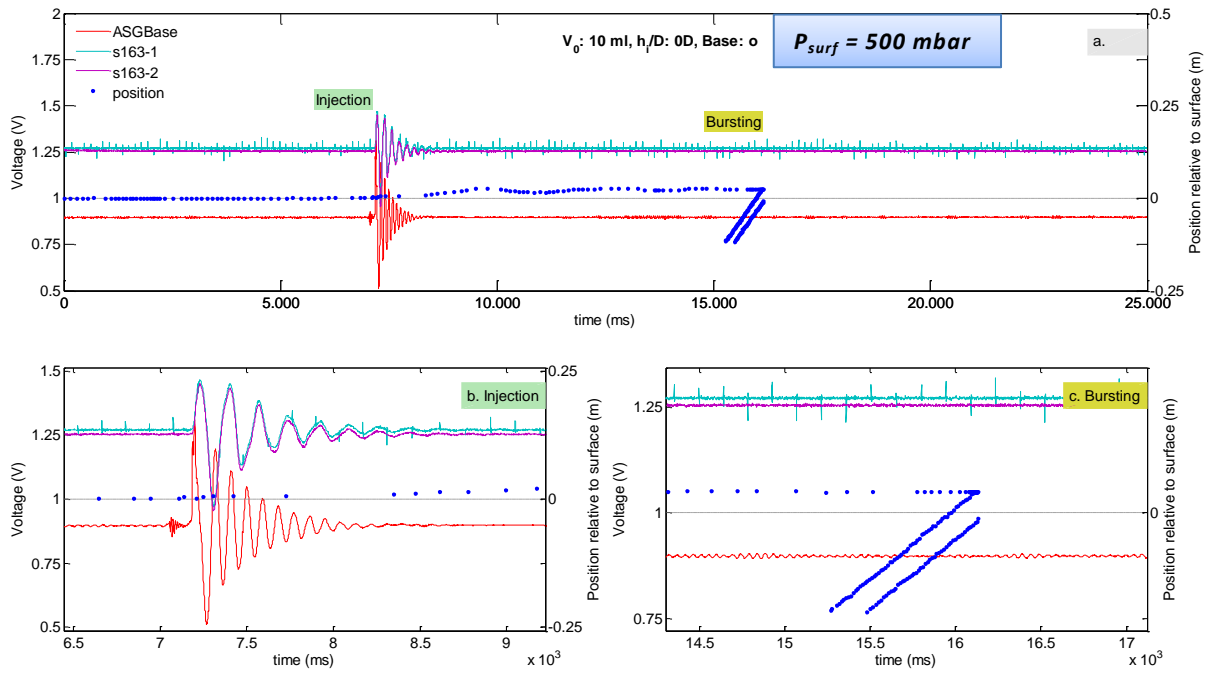 2
0.5
ASGBase
s163-1
s163-2
position
V0: 10 ml, hl/D: 0D, Base: o
Psurf = 500 mbar
a.
1.75
1.5
Injection
0.25
Bursting
1.25
1
0
0.75
0.5
-0.25
0
5.000
10.000
15.000
20.000
25.000
Voltage (V)
Position relative to surface (m)
time (ms)
1.5
0.25
b. Injection
1.25
1
0
0.75
0.5
-0.25
6.5
7
7.5
8
8.5
9
Voltage (V)
Position relative to surface (m)
time (ms)
x 10³
c. Bursting
1.25
1
0
0.75
14.5
15
15.5
16
16.5
17
Voltage (V)
Position relative to surface (m)
time (ms)
x 10³